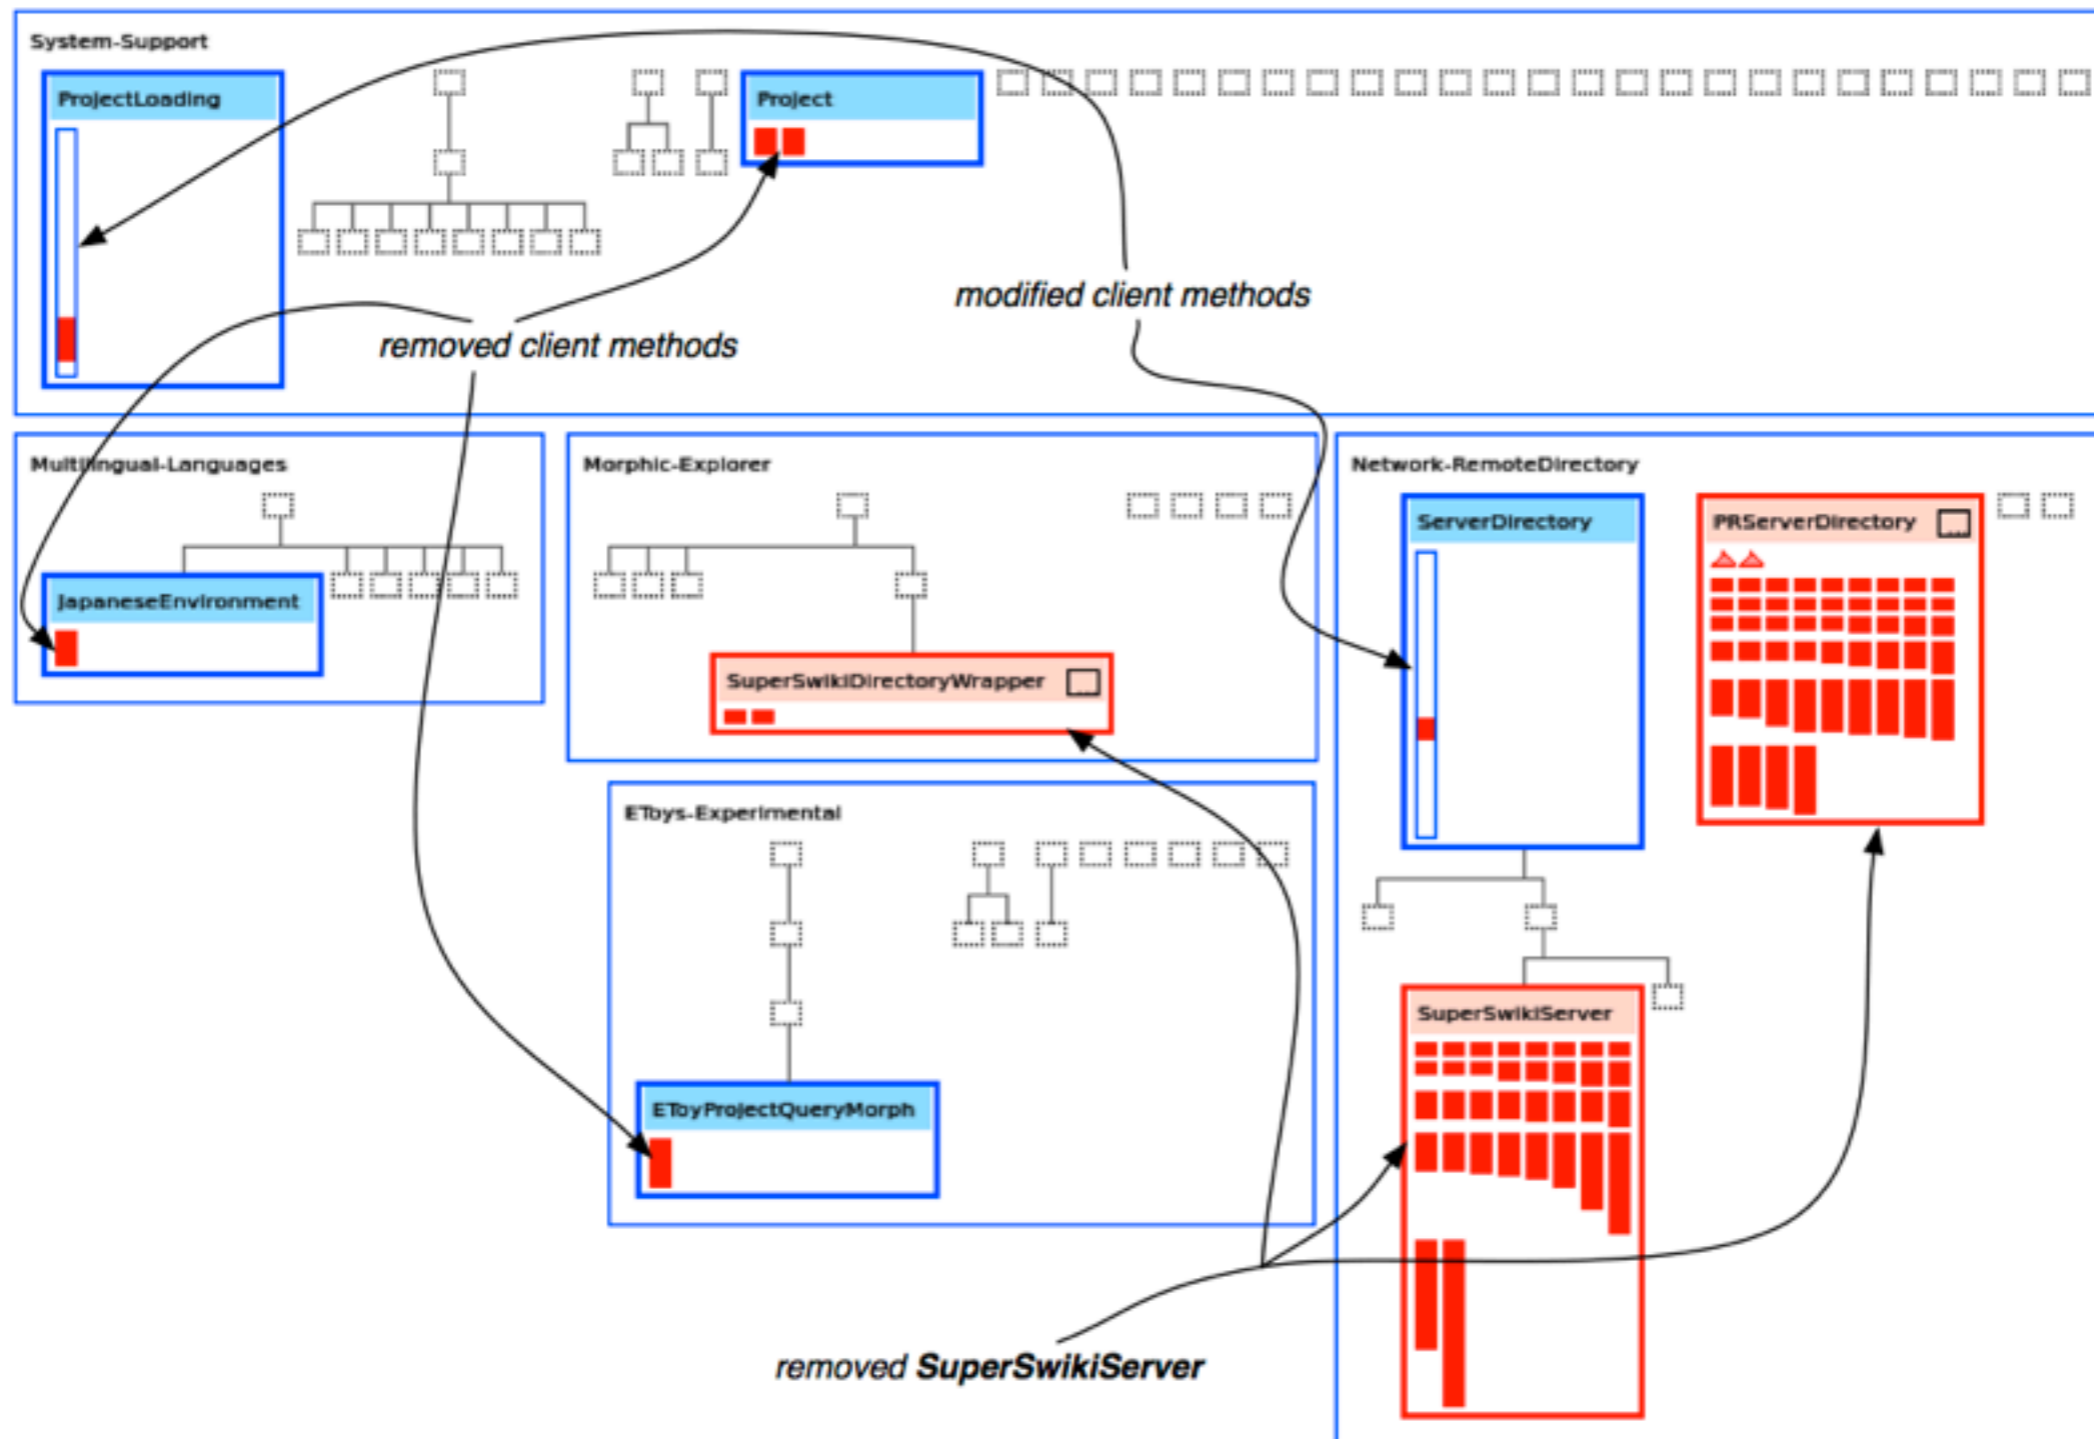 System-Support
ProjectLoading
Project
modified client methods
removed client methods
Multilingual-Languages
Morphic-Explorer
Network-RemoteDirectory
ServerDirectory
PRServerDirectory
JapaneseEnvironment
SuperSwikiDirectoryWrapper
EToys-Experimental
SuperSwikiServer
EToyProjectQueryMorph
removed SuperSwikiServer